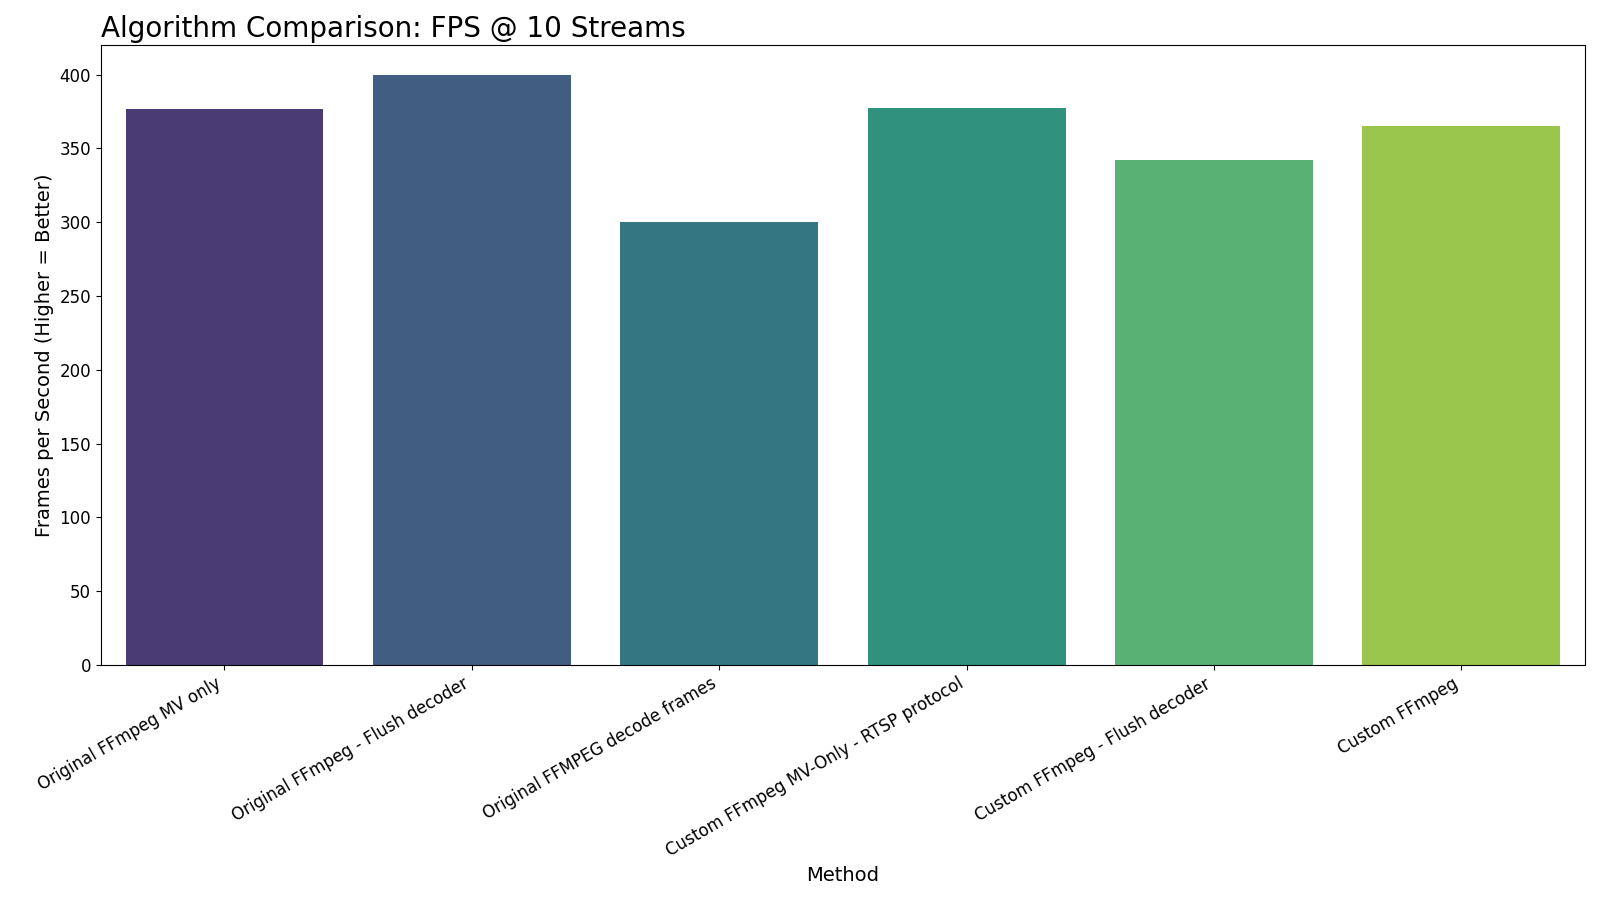 Algorithm Comparison: FPS @ 10 Streams
Frames per Second (Higher = Better)
400
350
300
250
200
150
100
50
0
Original FFmpeg MV only
Original FFmpeg - Flush decoder
Original FFMPEG decode frames
Custom FFmpeg MV-Only - RTSP protocol
Custom FFmpeg - Flush decoder
Custom FFmpeg
Method